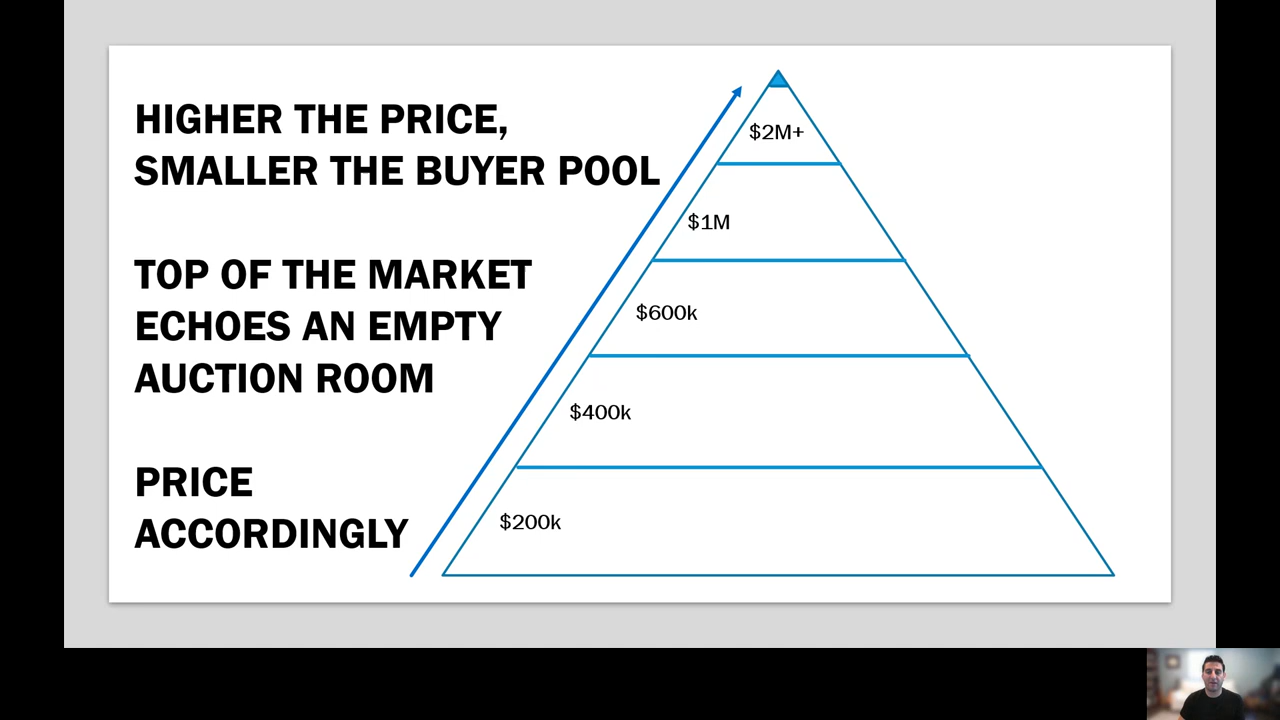 HIGHER THE PRICE,
SMALLER THE BUYER POOL
TOP OF THE MARKET
ECHOES AN EMPTY
AUCTION ROOM
PRICE
ACCORDINGLY
$2M+
$1M
$600k
$400k
$200k